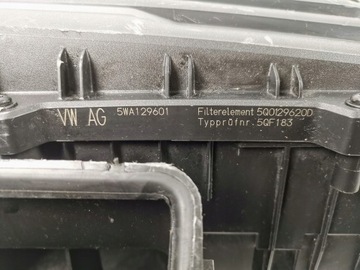 VW AG 5WA129601 Filterelement 5Q0129620D
Typprüfnr. 5QF183